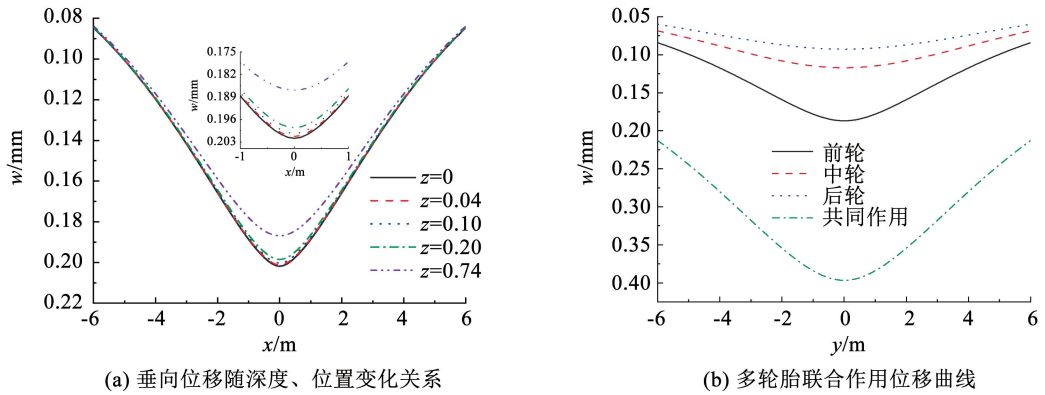 0.08
0.10
0.12
0.14
0.16
0.18
0.20
0.22
w/mm
-6 -4 -2 0 2 4 6
x/m
0.175
0.182
0.189
0.196
0.203
w/mm
-1 0 1
x/m
z=0
z=0.04
z=0.10
z=0.20
z=0.74
(a) 垂向位移随深度、位置变化关系
0.05
0.10
0.15
0.20
0.25
0.30
0.35
0.40
w/mm
-6 -4 -2 0 2 4 6
y/m
前轮
中轮
后轮
共同作用
(b) 多轮胎联合作用位移曲线